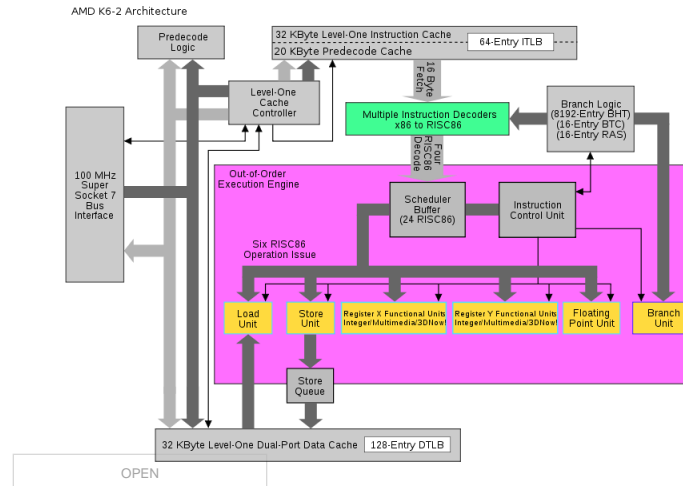 AMD K6-2 Architecture
Predecode
Logic
32 KByte Level-One Instruction Cache
20 KByte Predecode Cache
64-Entry ITLB
16 Byte
Fetch
Level-One
Cache
Controller
Multiple Instruction Decoders
x86 to RISC86
Branch Logic
(8192-Entry BHT)
(16-Entry BTC)
(16-Entry RAS)
Four
RISC86
Decode
100 MHz
Super
Socket 7
Bus
Interface
Out-of-Order
Execution Engine
Scheduler
Buffer
(24 RISC86)
Instruction
Control Unit
Six RISC86
Operation Issue
Load
Unit
Store
Unit
Register X Functional Units
Integer/Multimedia/3DNow!
Register Y Functional Units
Integer/Multimedia/3DNow!
Floating
Point Unit
Branch
Unit
Store
Queue
32 KByte Level-One Dual-Port Data Cache
128-Entry DTLB
OPEN